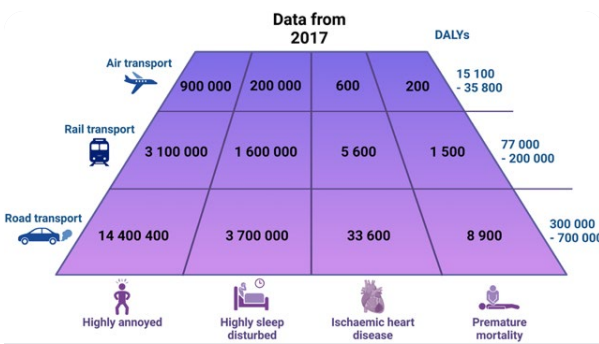 Data from
2017
DALYs
Air transport
900 000
200 000
600
200
15 100
- 35 800
Rail transport
3 100 000
1 600 000
5 600
1 500
77 000
- 200 000
Road transport
14 400 400
3 700 000
33 600
8 900
300 000
- 700 000
Highly annoyed
Highly sleep
disturbed
Ischaemic heart
disease
Premature
mortality